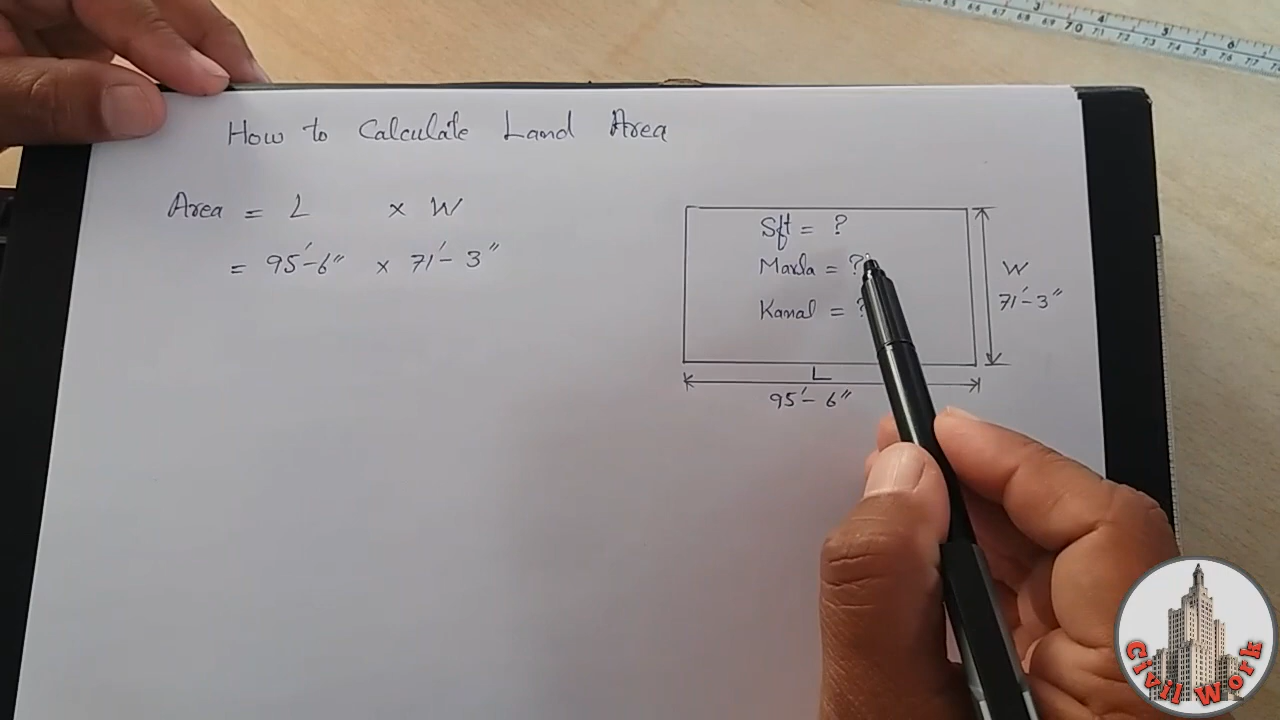 How to Calculate Land Area
Area = L × W
= 95'-6" × 71'-3"
Sft = ?
Marla = ?
Kanal = ?
W
71'-3"
L
95'-6"
Civil Work